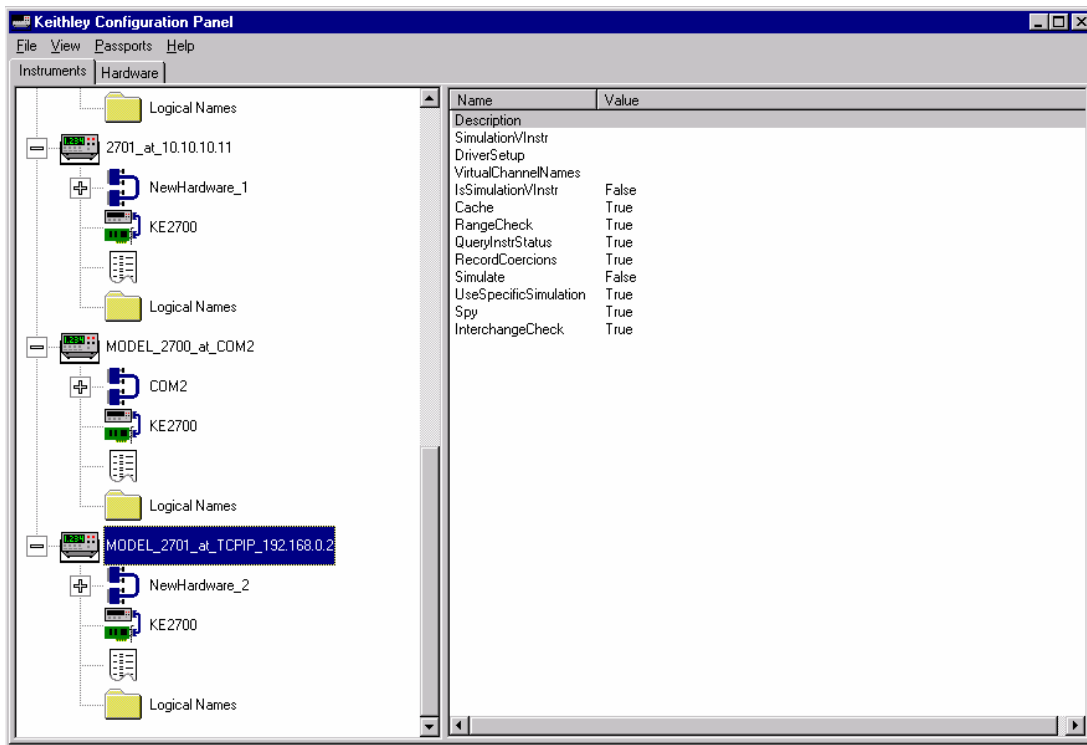 Keithley Configuration Panel
File View Passports Help
Instruments Hardware
Logical Names
2701_at_10.10.10.11
NewHardware_1
KE2700
Logical Names
MODEL_2700_at_COM2
COM2
KE2700
Logical Names
MODEL_2701_at_TCPIP_192.168.0.2
NewHardware_2
KE2700
Logical Names
Name Value
Description
SimulationVInstr
DriverSetup
VirtualChannelNames
IsSimulationVInstr False
Cache True
RangeCheck True
QueryInstrStatus True
RecordCoercions True
Simulate False
UseSpecificSimulation True
Spy True
InterchangeCheck True